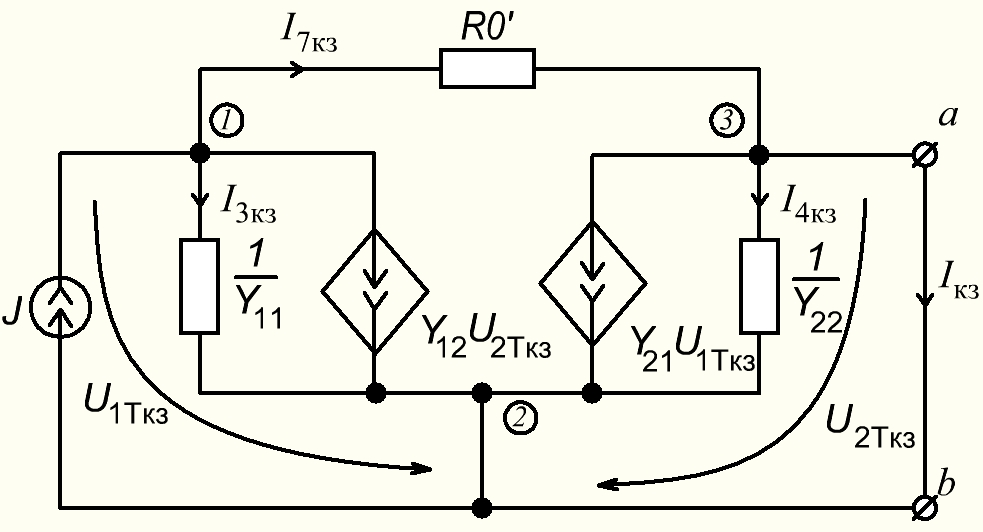 I7кз
R0'
1
3
a
I3кз
I4кз
1
Y11
1
Y22
Iкз
J
Y12U2Ткз
Y21U1Ткз
U1Ткз
2
U2Ткз
b